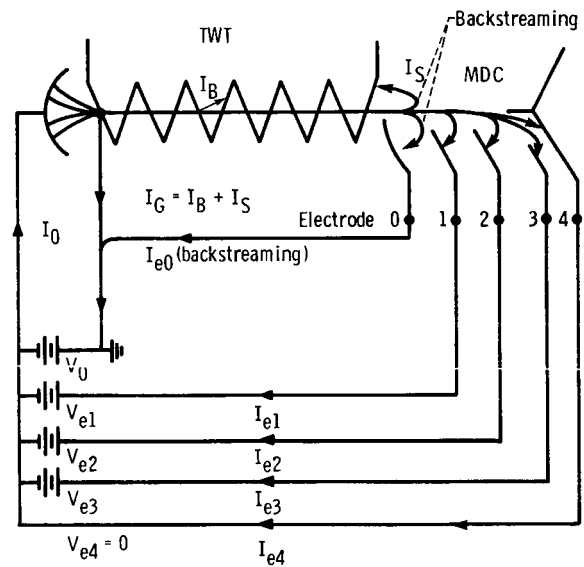 Backstreaming
TWT
I_S
MDC
I_B
I_G = I_B + I_S
Electrode 0 1 2 3 4
I_0
I_e0 (backstreaming)
V_0
V_e1
I_e1
V_e2
I_e2
V_e3
I_e3
V_e4 = 0
I_e4